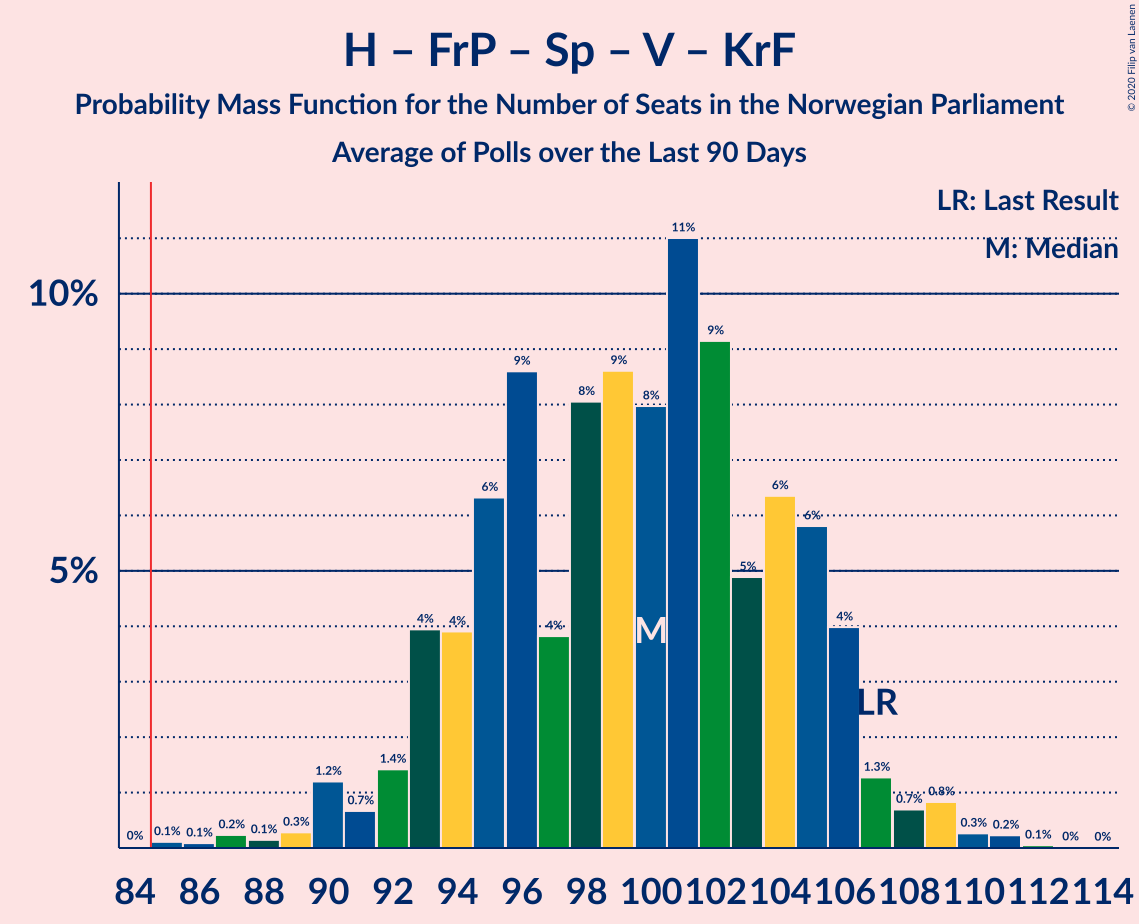 H – FrP – Sp – V – KrF
Probability Mass Function for the Number of Seats in the Norwegian Parliament
Average of Polls over the Last 90 Days
© 2020 Filip van Laenen
LR: Last Result
M: Median
10%
5%
0% 0.1% 0.1% 0.2% 0.1% 0.3% 1.2% 0.7% 1.4% 4% 4% 6% 9% 4% 8% 9% 8% 11% 9% 5% 6% 6% 4% 1.3% 0.7% 0.8% 0.3% 0.2% 0.1% 0% 0%
M
LR
84 86 88 90 92 94 96 98 100 102 104 106 108 110 112 114